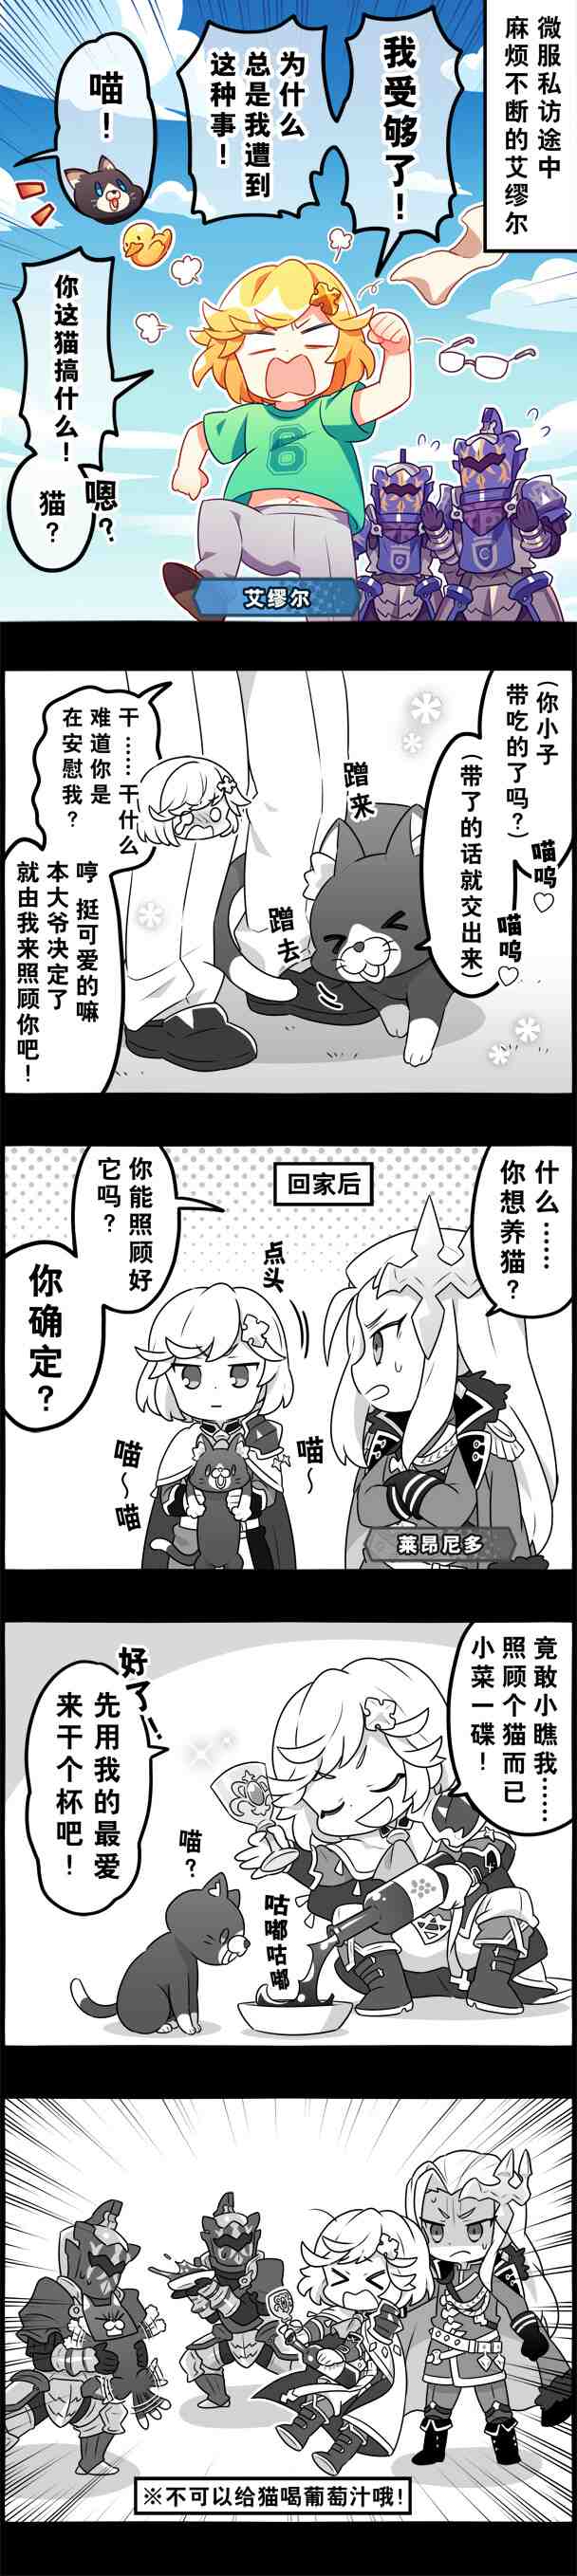 微服私访途中
麻烦不断的艾缪尔
我受够了!
为什么
总是我遭到
这种事!
喵!
你这猫搞什么!
嗯?
猫?
艾缪尔
(你小子
带吃的了吗?)
喵呜♡
(带了的话就交出来)
喵呜♡
蹭来
蹭去
干……干什么
难道你是
在安慰我?
哼 挺可爱的嘛
本大爷决定了
就由我来照顾你吧!
回家后
什么……
你想养猫?
点头
你能照顾好
它吗?
你确定?
喵~
喵~喵
莱昂尼多
竟敢小瞧我……
照顾个猫而已
小菜一碟!
好了!
先用我的最爱
来干个杯吧!
喵?
咕嘟咕嘟
※不可以给猫喝葡萄汁哦!